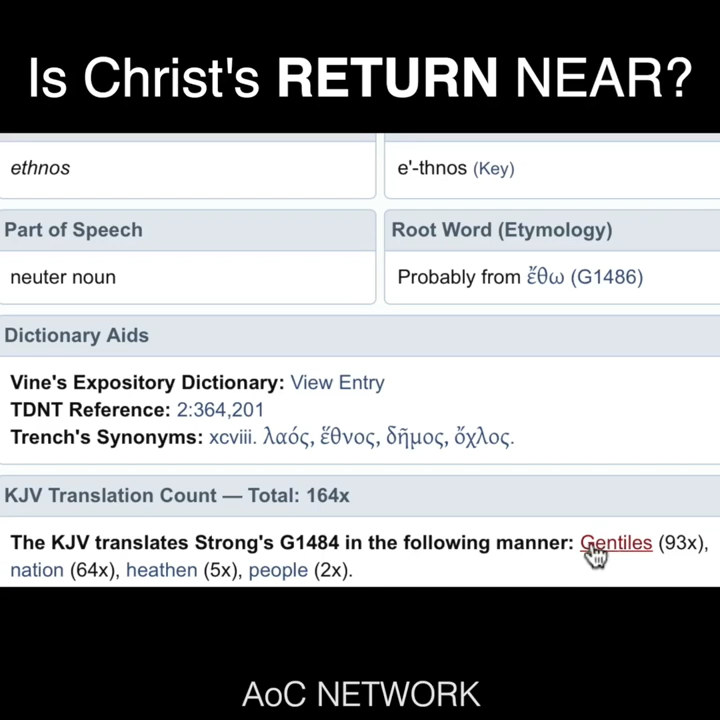 Is Christ's RETURN NEAR?
ethnos
e'-thnos (Key)
Part of Speech
Root Word (Etymology)
neuter noun
Probably from ἔθω (G1486)
Dictionary Aids
Vine's Expository Dictionary: View Entry
TDNT Reference: 2:364,201
Trench's Synonyms: xcviii. λαός, ἔθνος, δῆμος, ὄχλος.
KJV Translation Count — Total: 164x
The KJV translates Strong's G1484 in the following manner: Gentiles (93x),
nation (64x), heathen (5x), people (2x).
AoC NETWORK